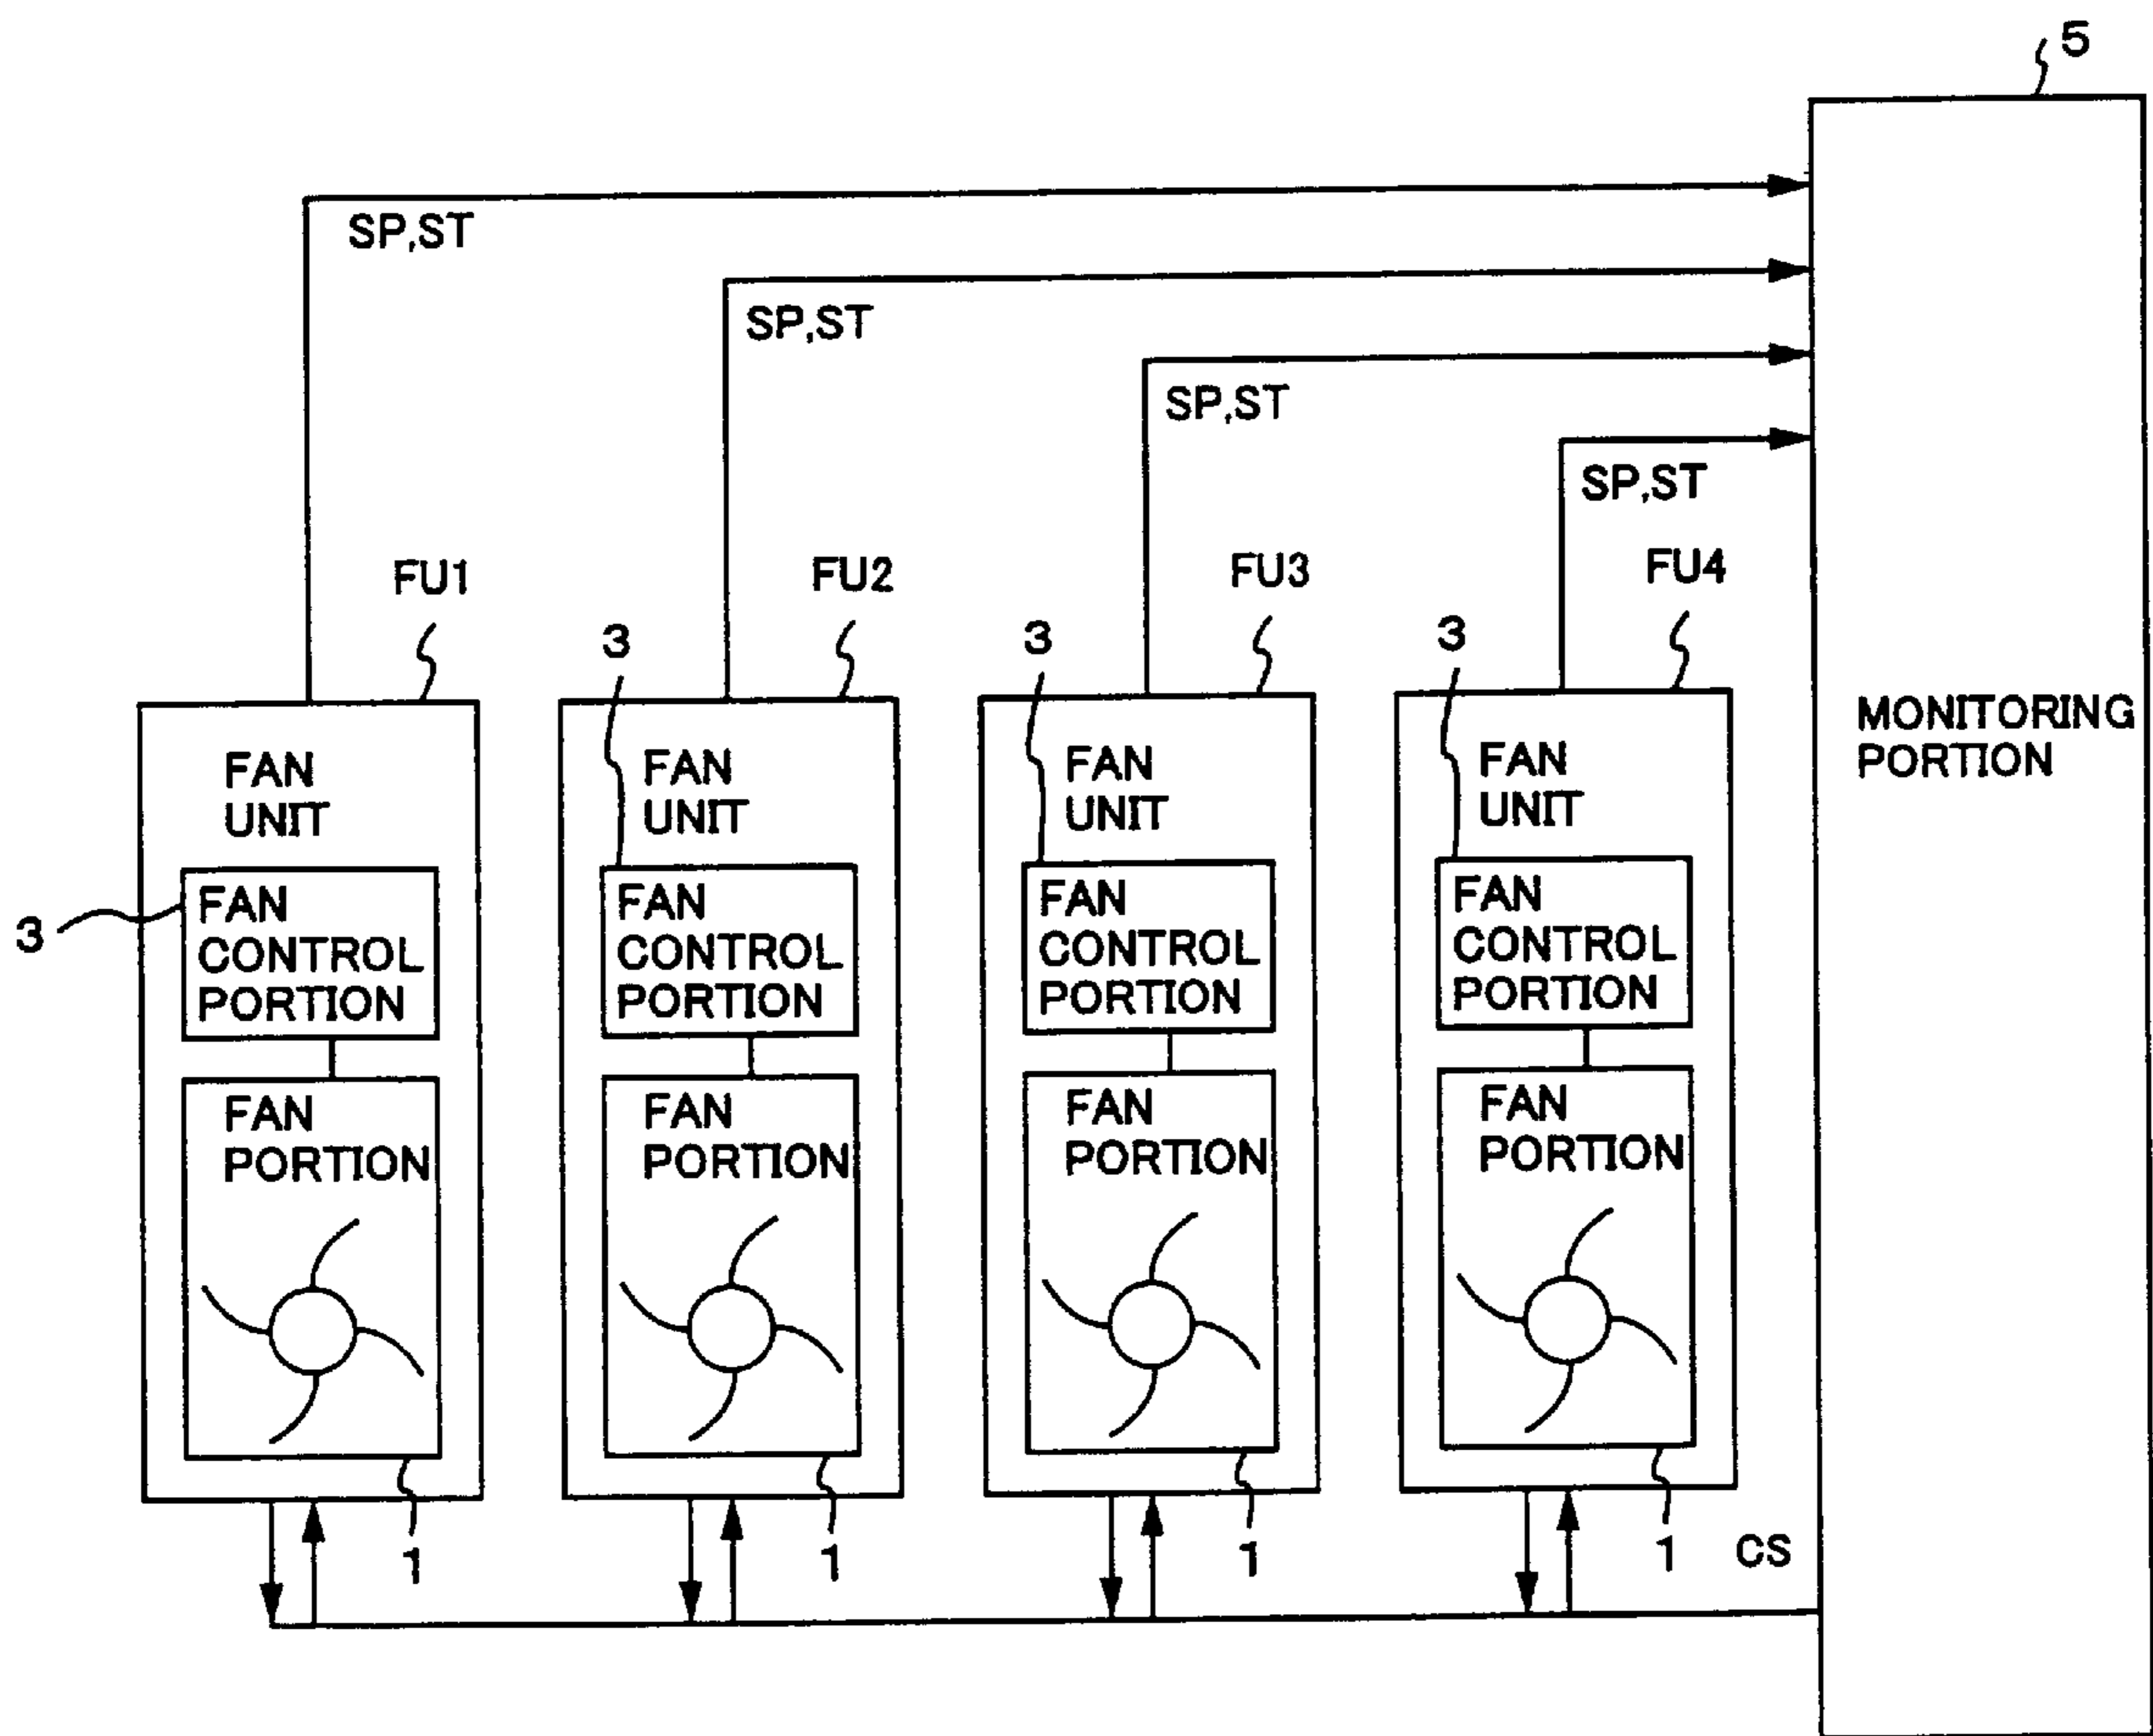 5
SP,ST
SP,ST
SP,ST
SP,ST
FU1
FU2
FU3
FU4
3
3
3
MONITORING
PORTION
FAN
UNIT
FAN
UNIT
FAN
UNIT
FAN
UNIT
3
FAN
CONTROL
PORTION
FAN
CONTROL
PORTION
FAN
CONTROL
PORTION
FAN
CONTROL
PORTION
FAN
PORTION
FAN
PORTION
FAN
PORTION
FAN
PORTION
1
1
1
1
CS